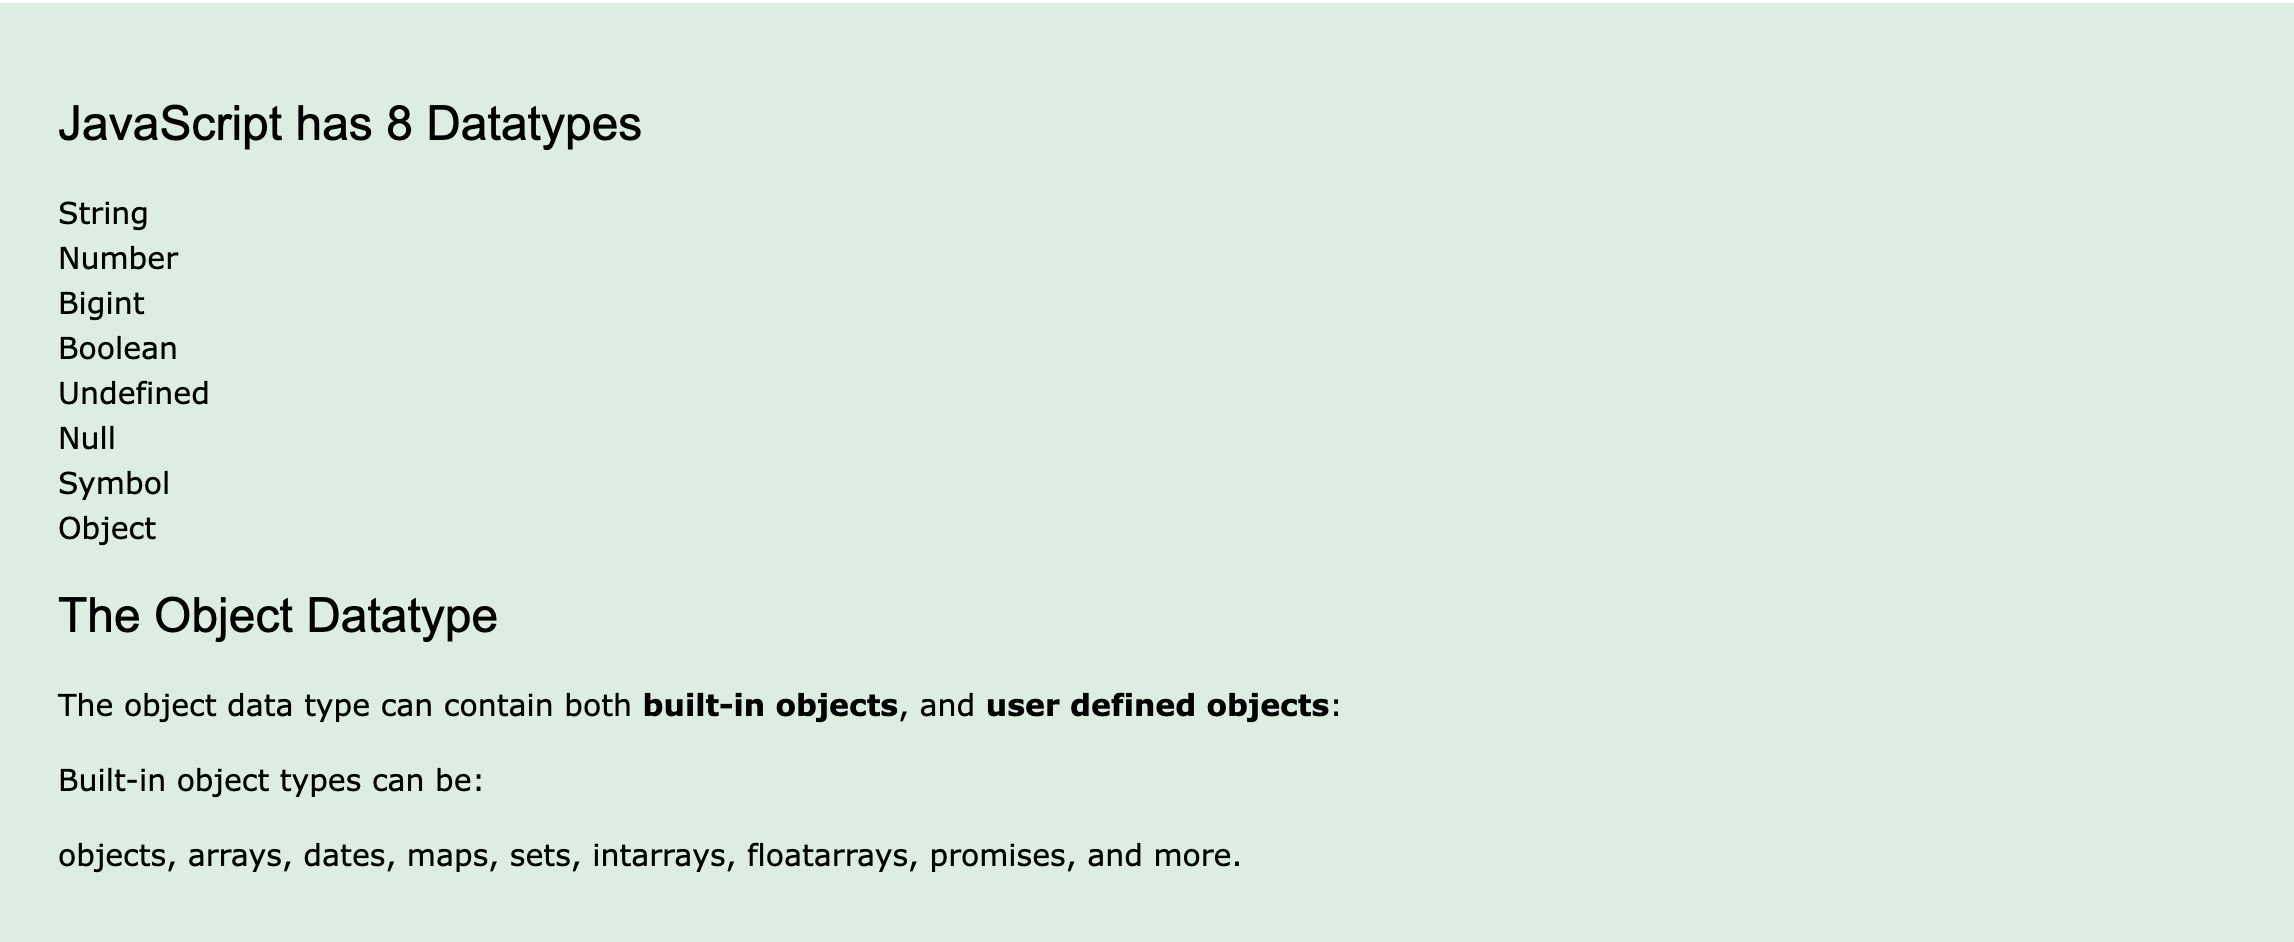 JavaScript has 8 Datatypes
String
Number
Bigint
Boolean
Undefined
Null
Symbol
Object
The Object Datatype
The object data type can contain both built-in objects, and user defined objects:
Built-in object types can be:
objects, arrays, dates, maps, sets, intarrays, floatarrays, promises, and more.